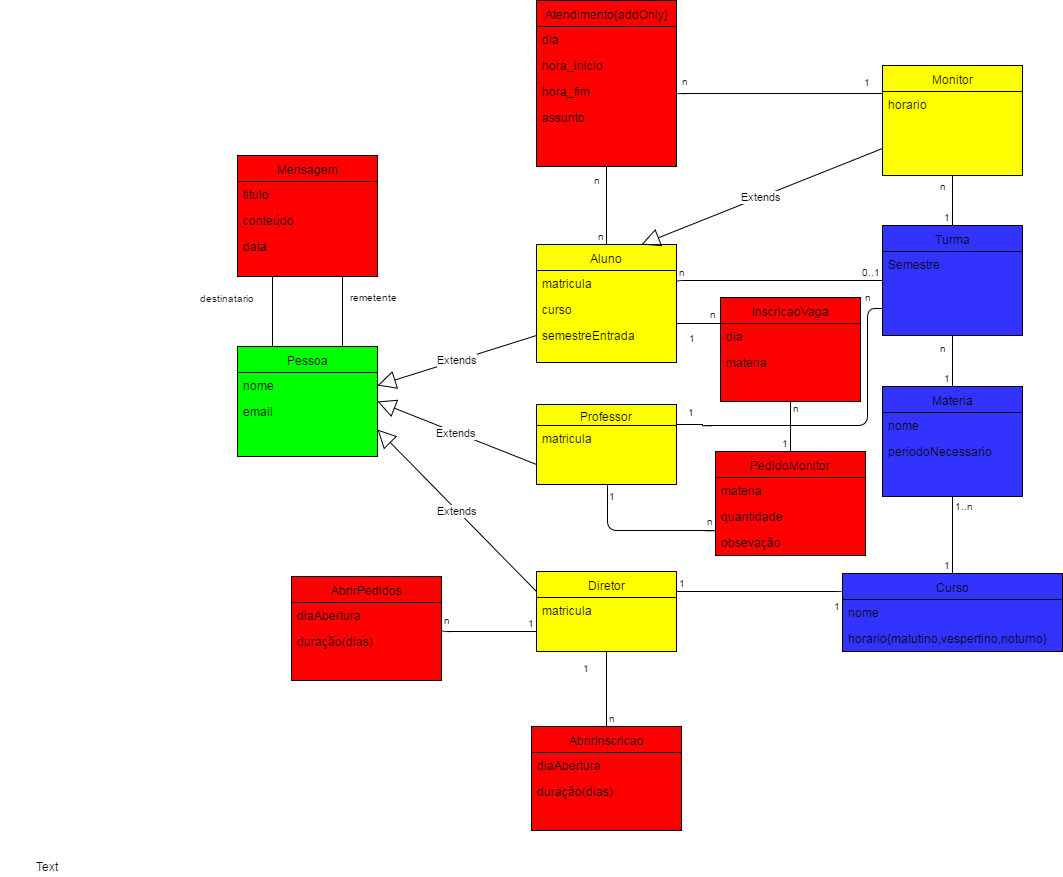 Atendimento{addOnly}
dia
hora_inicio
hora_fim
assunto
n
1
Monitor
horario
Mensagem
titulo
conteúdo
data
n
n
Extends
n
1
Turma
Semestre
Aluno
matricula
curso
semestreEntrada
n
0..1
n
destinatario
remetente
InscricaoVaga
dia
materia
n
1
Pessoa
nome
email
Extends
Extends
Extends
n
1
Materia
nome
periodoNecessario
Professor
matricula
1
n
1
PedidoMonitor
materia
quantidade
obsevação
1
n
1..n
1
Curso
nome
horario{matutino,vespertino,noturno}
Diretor
matricula
1
1
AbrirPedidos
diaAbertura
duração(dias)
n
1
1
n
AbrirInscricao
diaAbertura
duração(dias)
Text